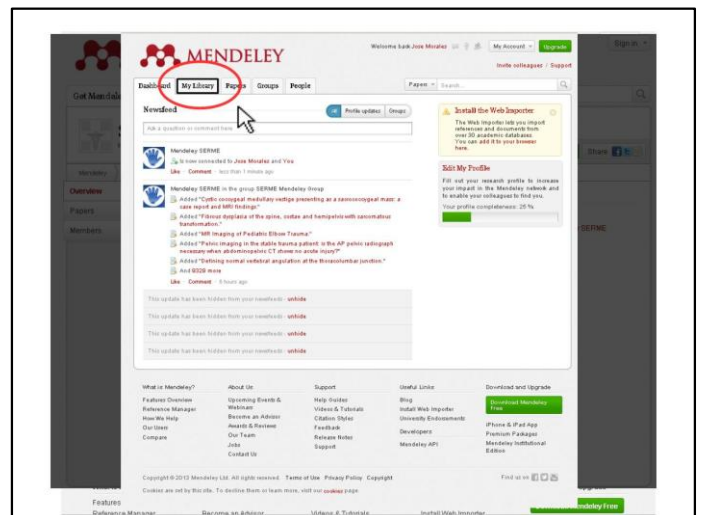 MENDELEY
Welcome back Jose Morales
My Account
Upgrade
Invite colleagues / Support
Sign in
Dashboard My Library Papers Groups People
Papers Search...
Get Mendele
Newsfeed
All Profile updates Groups
Ask a question or comment here.
Mendeley SERME
is now connected to Jose Morales and You
Like · Comment · less than 1 minute ago
Mendeley SERME in the group SERME Mendeley Group
Added "Cystic coccygeal medullary vestige presenting as a sacrococcygeal mass: a
case report and MRI findings."
Added "Fibrous dysplasia of the spine, costae and hemipelvis with sarcomatous
transformation."
Added "MR Imaging of Pediatric Elbow Trauma."
Added "Pelvic imaging in the stable trauma patient: is the AP pelvic radiograph
necessary when abdominopelvic CT shows no acute injury?"
Added "Defining normal vertebral angulation at the thoracolumbar junction."
And 9328 more
Like · Comment · 6 hours ago
This update has been hidden from your newsfeeds - unhide
This update has been hidden from your newsfeeds - unhide
This update has been hidden from your newsfeeds - unhide
This update has been hidden from your newsfeeds - unhide
Install the Web Importer
The Web Importer lets you import
references and documents from
over 30 academic databases
You can add it to your browser
here.
Edit My Profile
Fill out your research profile to increase
your impact in the Mendeley network and
to enable your colleagues to find you.
Your profile completeness: 25 %
Share
Mendeley
Overview
Papers
Members
SERME
What is Mendeley?
Features Overview
Reference Manager
How We Help
Our Users
Compare
About Us
Upcoming Events &
Webinars
Become an Advisor
Awards & Reviews
Our Team
Jobs
Contact Us
Support
Help Guides
Videos & Tutorials
Citation Styles
Feedback
Release Notes
Support
Useful Links
Blog
Install Web Importer
University Endorsements
Developers
Mendeley API
Download and Upgrade
Download Mendeley
Free
iPhone & iPad App
Premium Packages
Mendeley Institutional
Edition
Copyright © 2013 Mendeley Ltd. All rights reserved. Terms of Use Privacy Policy Copyright
Find us on
Cookies are set by this site. To decline them or learn more, visit our cookies page
Features
Reference Manager
Become an Advisor
Videos & Tutorials
Install Web Importer
Mendeley Free